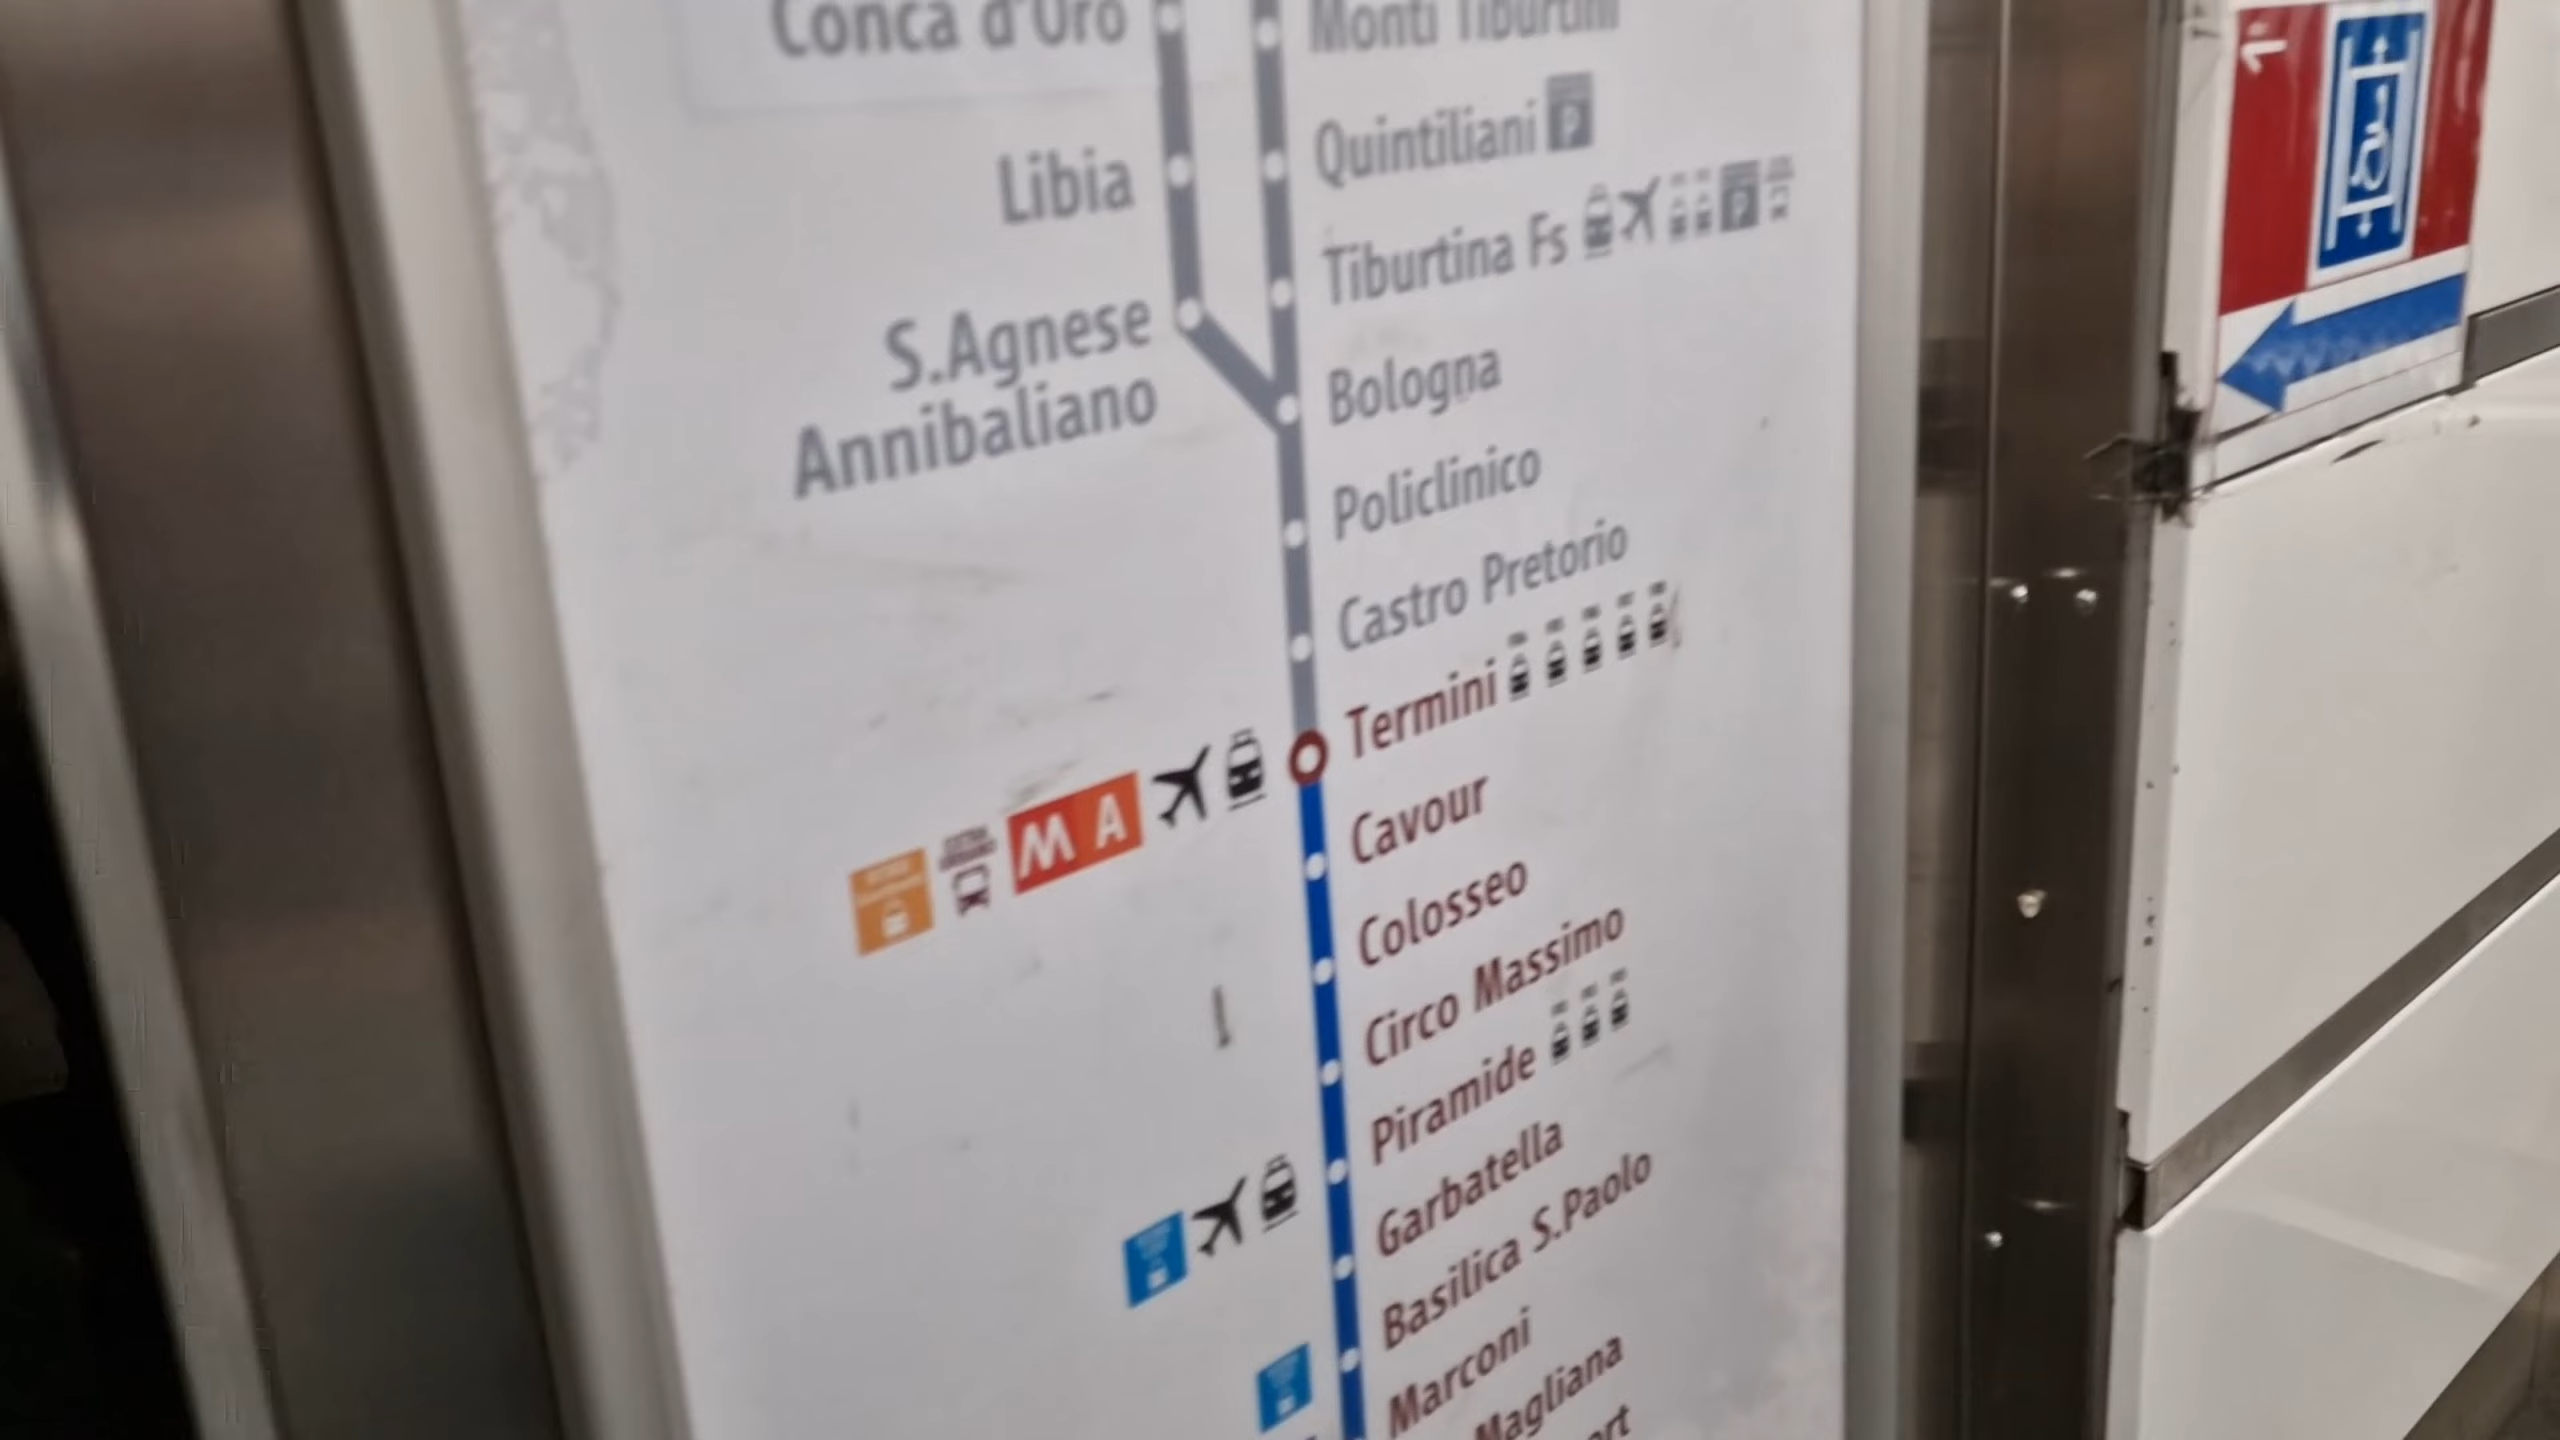 Conca d'Oro
Monti Tiburtini
Quintiliani P
Libia
Tiburtina Fs P
S.Agnese
Annibaliano
Bologna
Policlinico
Castro Pretorio
Termini
M A
Cavour
Colosseo
Circo Massimo
Piramide
Garbatella
Basilica S.Paolo
Marconi
Magliana